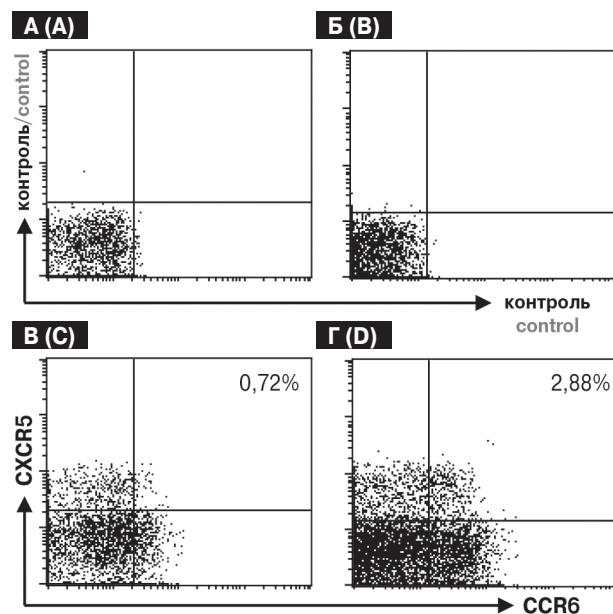 А (A)
Б (B)
контроль/control
контроль
control
В (C)
Г (D)
0,72%
2,88%
CXCR5
CCR6